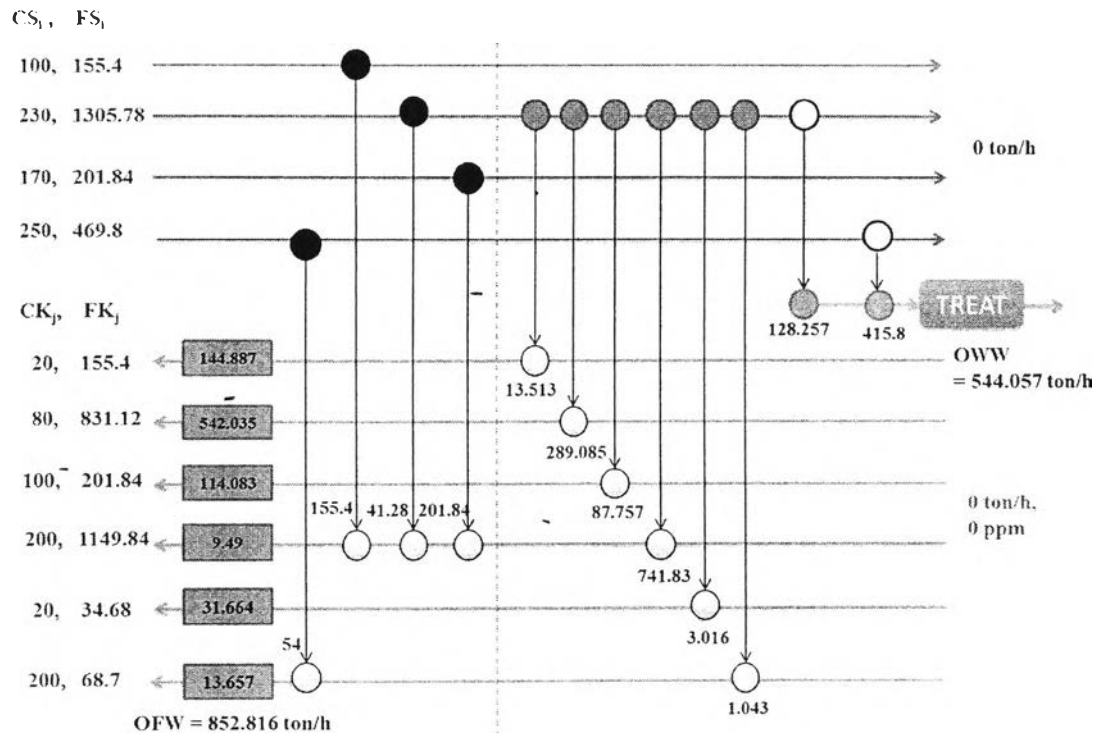 CSi, FSi
100, 155.4
230, 1305.78
0 ton/h
170, 201.84
250, 469.8
CKj, FKj
TREAT
128.257 415.8
144.887
20, 155.4
OWW
= 544.057 ton/h
13.513
80, 831.12
542.035
289.085
100, 201.84
114.083
87.757
0 ton/h,
0 ppm
155.4 41.28 201.84
200, 1149.84
9.49
741.83
20, 34.68
31.664
3.016
54
200, 68.7
13.657
1.043
OFW = 852.816 ton/h